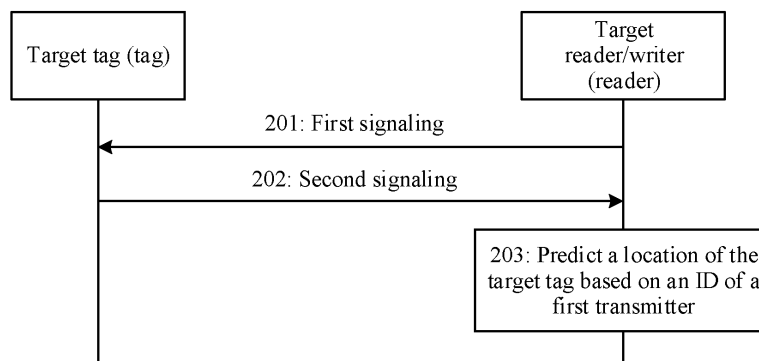 Target tag (tag)
Target
reader/writer
(reader)
201: First signaling
202: Second signaling
203: Predict a location of the
target tag based on an ID of a
first transmitter